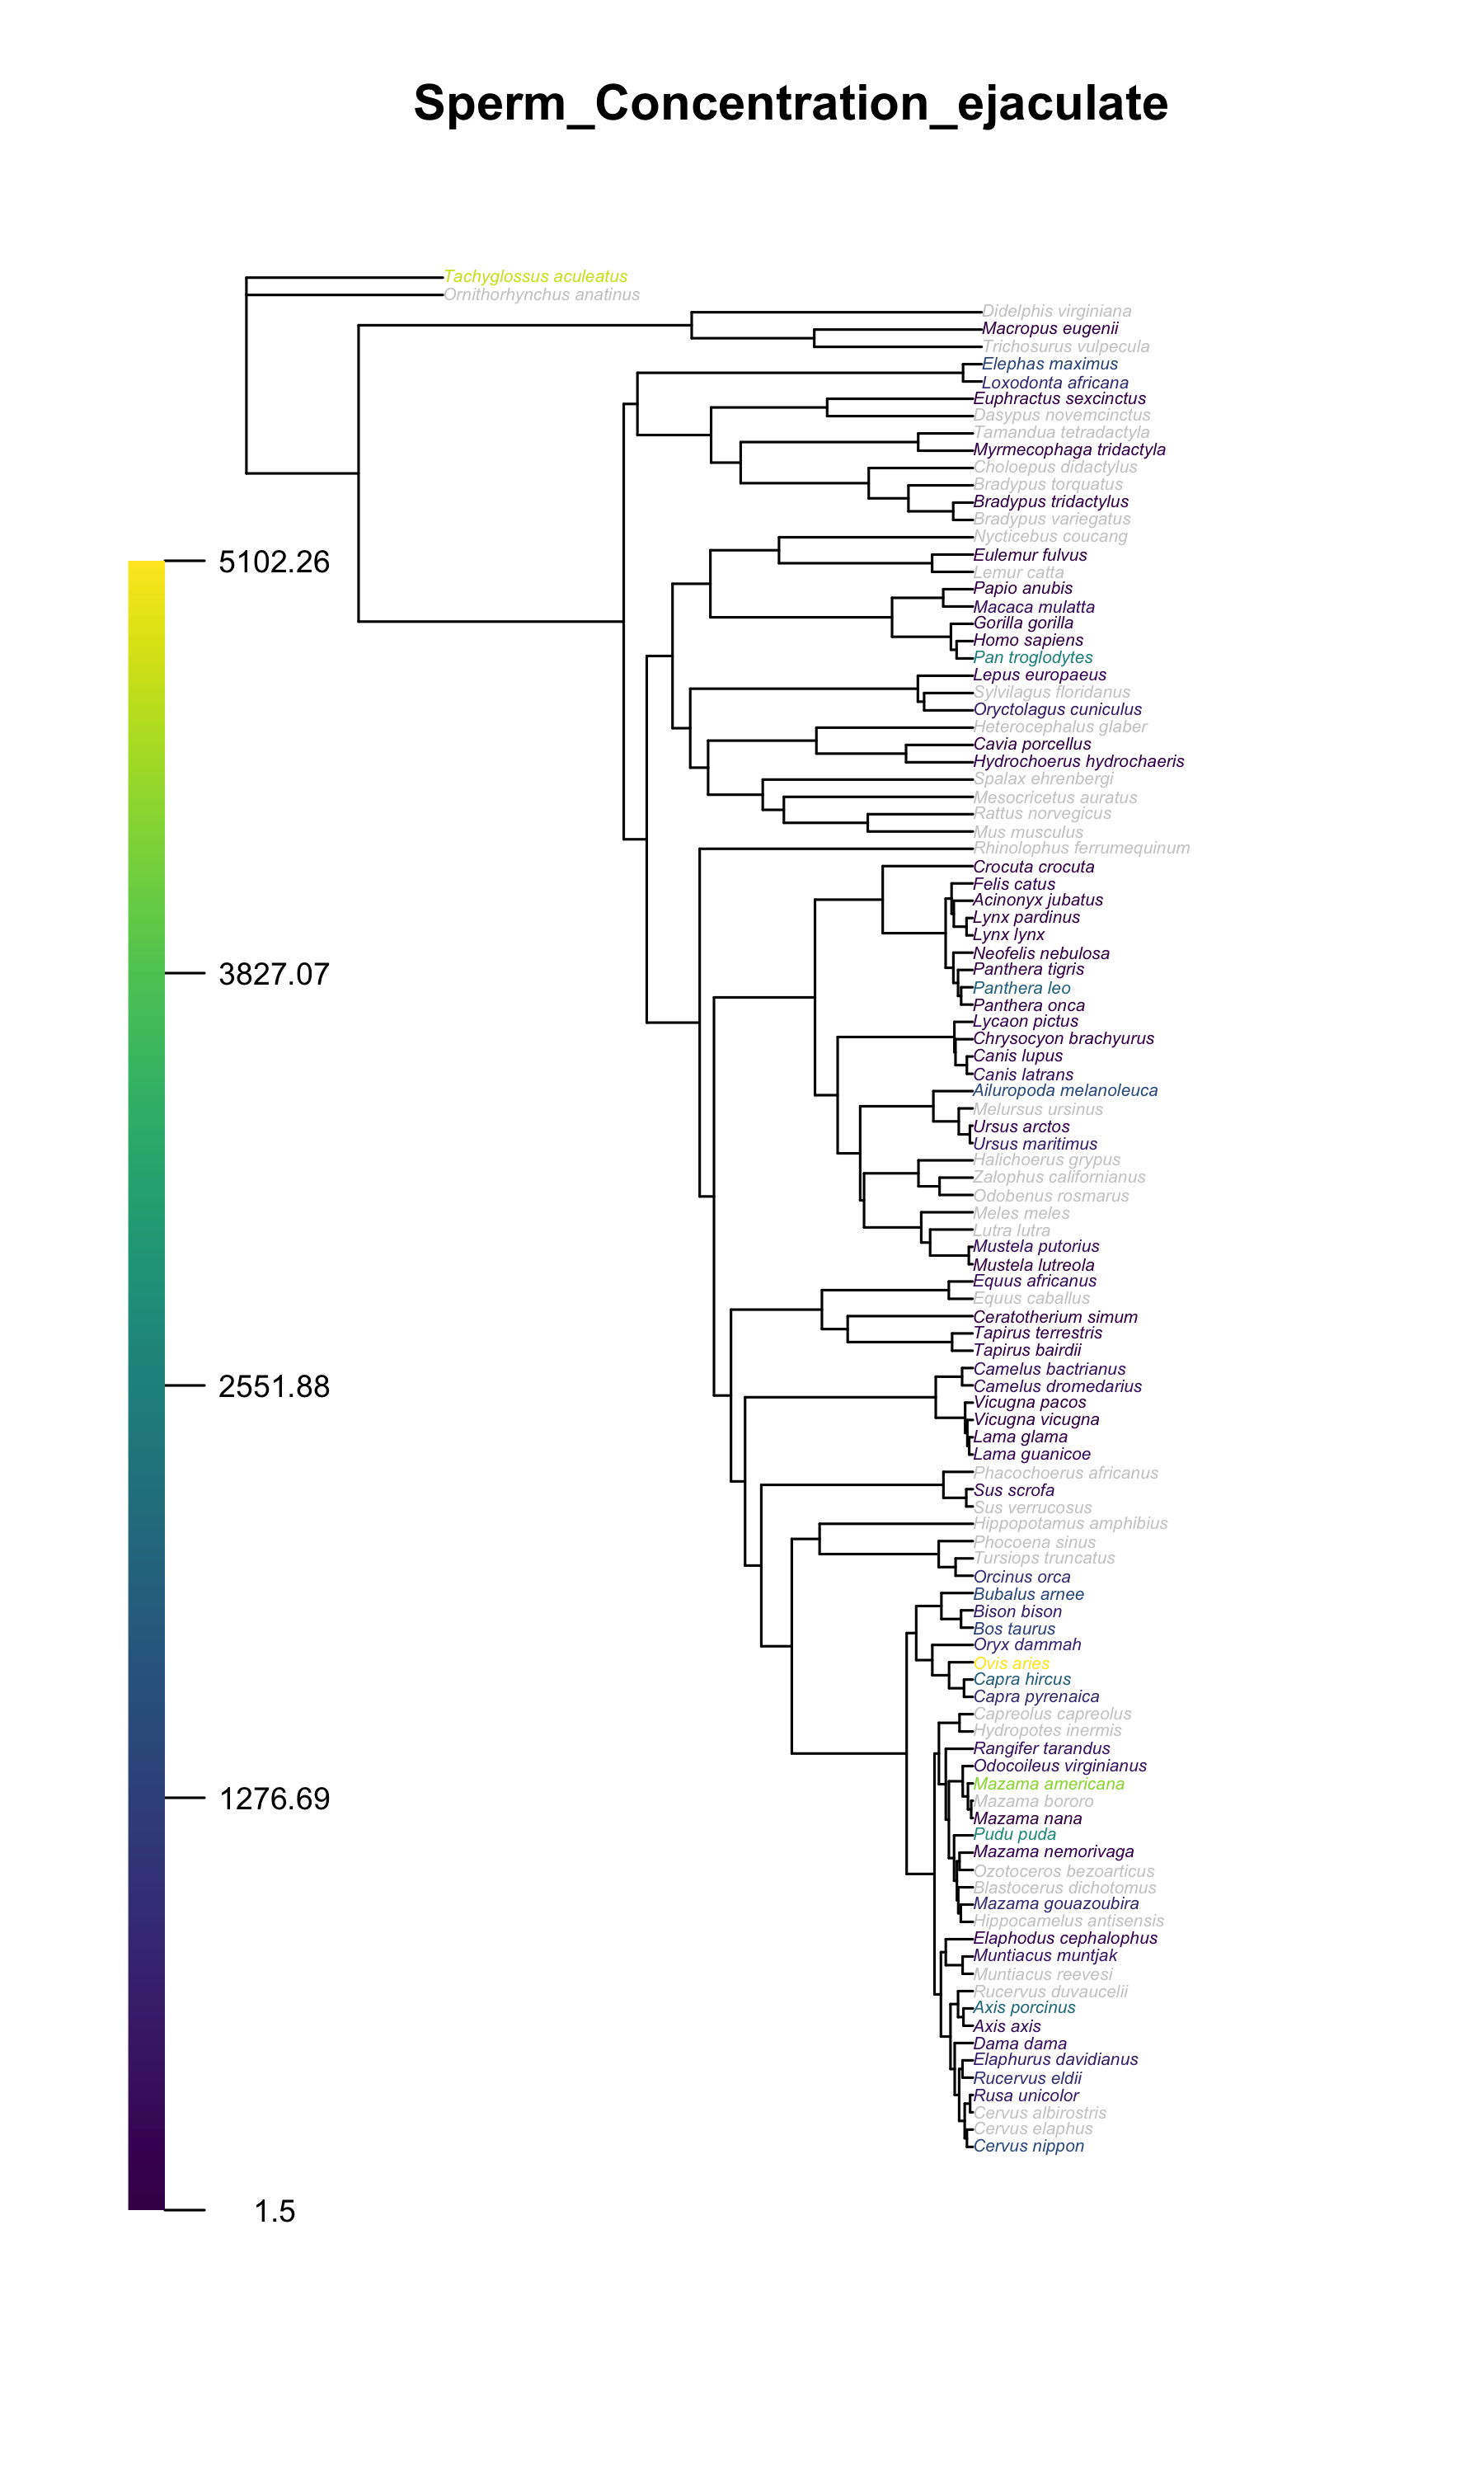 Sperm_Concentration_ejaculate
Tachyglossus aculeatus
Ornithorhynchus anatinus
Didelphis virginiana
Macropus eugenii
Trichosurus vulpecula
Elephas maximus
Loxodonta africana
Euphractus sexcinctus
Dasypus novemcinctus
Tamandua tetradactyla
Myrmecophaga tridactyla
Choloepus didactylus
Bradypus torquatus
Bradypus tridactylus
Bradypus variegatus
Nycticebus coucang
Eulemur fulvus
Lemur catta
Papio anubis
Macaca mulatta
Gorilla gorilla
Homo sapiens
Pan troglodytes
Lepus europaeus
Sylvilagus floridanus
Oryctolagus cuniculus
Heterocephalus glaber
Cavia porcellus
Hydrochoerus hydrochaeris
Spalax ehrenbergi
Mesocricetus auratus
Rattus norvegicus
Mus musculus
Rhinolophus ferrumequinum
Crocuta crocuta
Felis catus
Acinonyx jubatus
Lynx pardinus
Lynx lynx
Neofelis nebulosa
Panthera tigris
Panthera leo
Panthera onca
Lycaon pictus
Chrysocyon brachyurus
Canis lupus
Canis latrans
Ailuropoda melanoleuca
Melursus ursinus
Ursus arctos
Ursus maritimus
Halichoerus grypus
Zalophus californianus
Odobenus rosmarus
Meles meles
Lutra lutra
Mustela putorius
Mustela lutreola
Equus africanus
Equus caballus
Ceratotherium simum
Tapirus terrestris
Tapirus bairdii
Camelus bactrianus
Camelus dromedarius
Vicugna pacos
Vicugna vicugna
Lama glama
Lama guanicoe
Phacochoerus africanus
Sus scrofa
Sus verrucosus
Hippopotamus amphibius
Phocoena sinus
Tursiops truncatus
Orcinus orca
Bubalus arnee
Bison bison
Bos taurus
Oryx dammah
Ovis aries
Capra hircus
Capra pyrenaica
Capreolus capreolus
Hydropotes inermis
Rangifer tarandus
Odocoileus virginianus
Mazama americana
Mazama bororo
Mazama nana
Pudu puda
Mazama nemorivaga
Ozotoceros bezoarticus
Blastocerus dichotomus
Mazama gouazoubira
Hippocamelus antisensis
Elaphodus cephalophus
Muntiacus muntjak
Muntiacus reevesi
Rucervus duvaucelii
Axis porcinus
Axis axis
Dama dama
Elaphurus davidianus
Rucervus eldii
Rusa unicolor
Cervus albirostris
Cervus elaphus
Cervus nippon
5102.26
3827.07
2551.88
1276.69
1.5